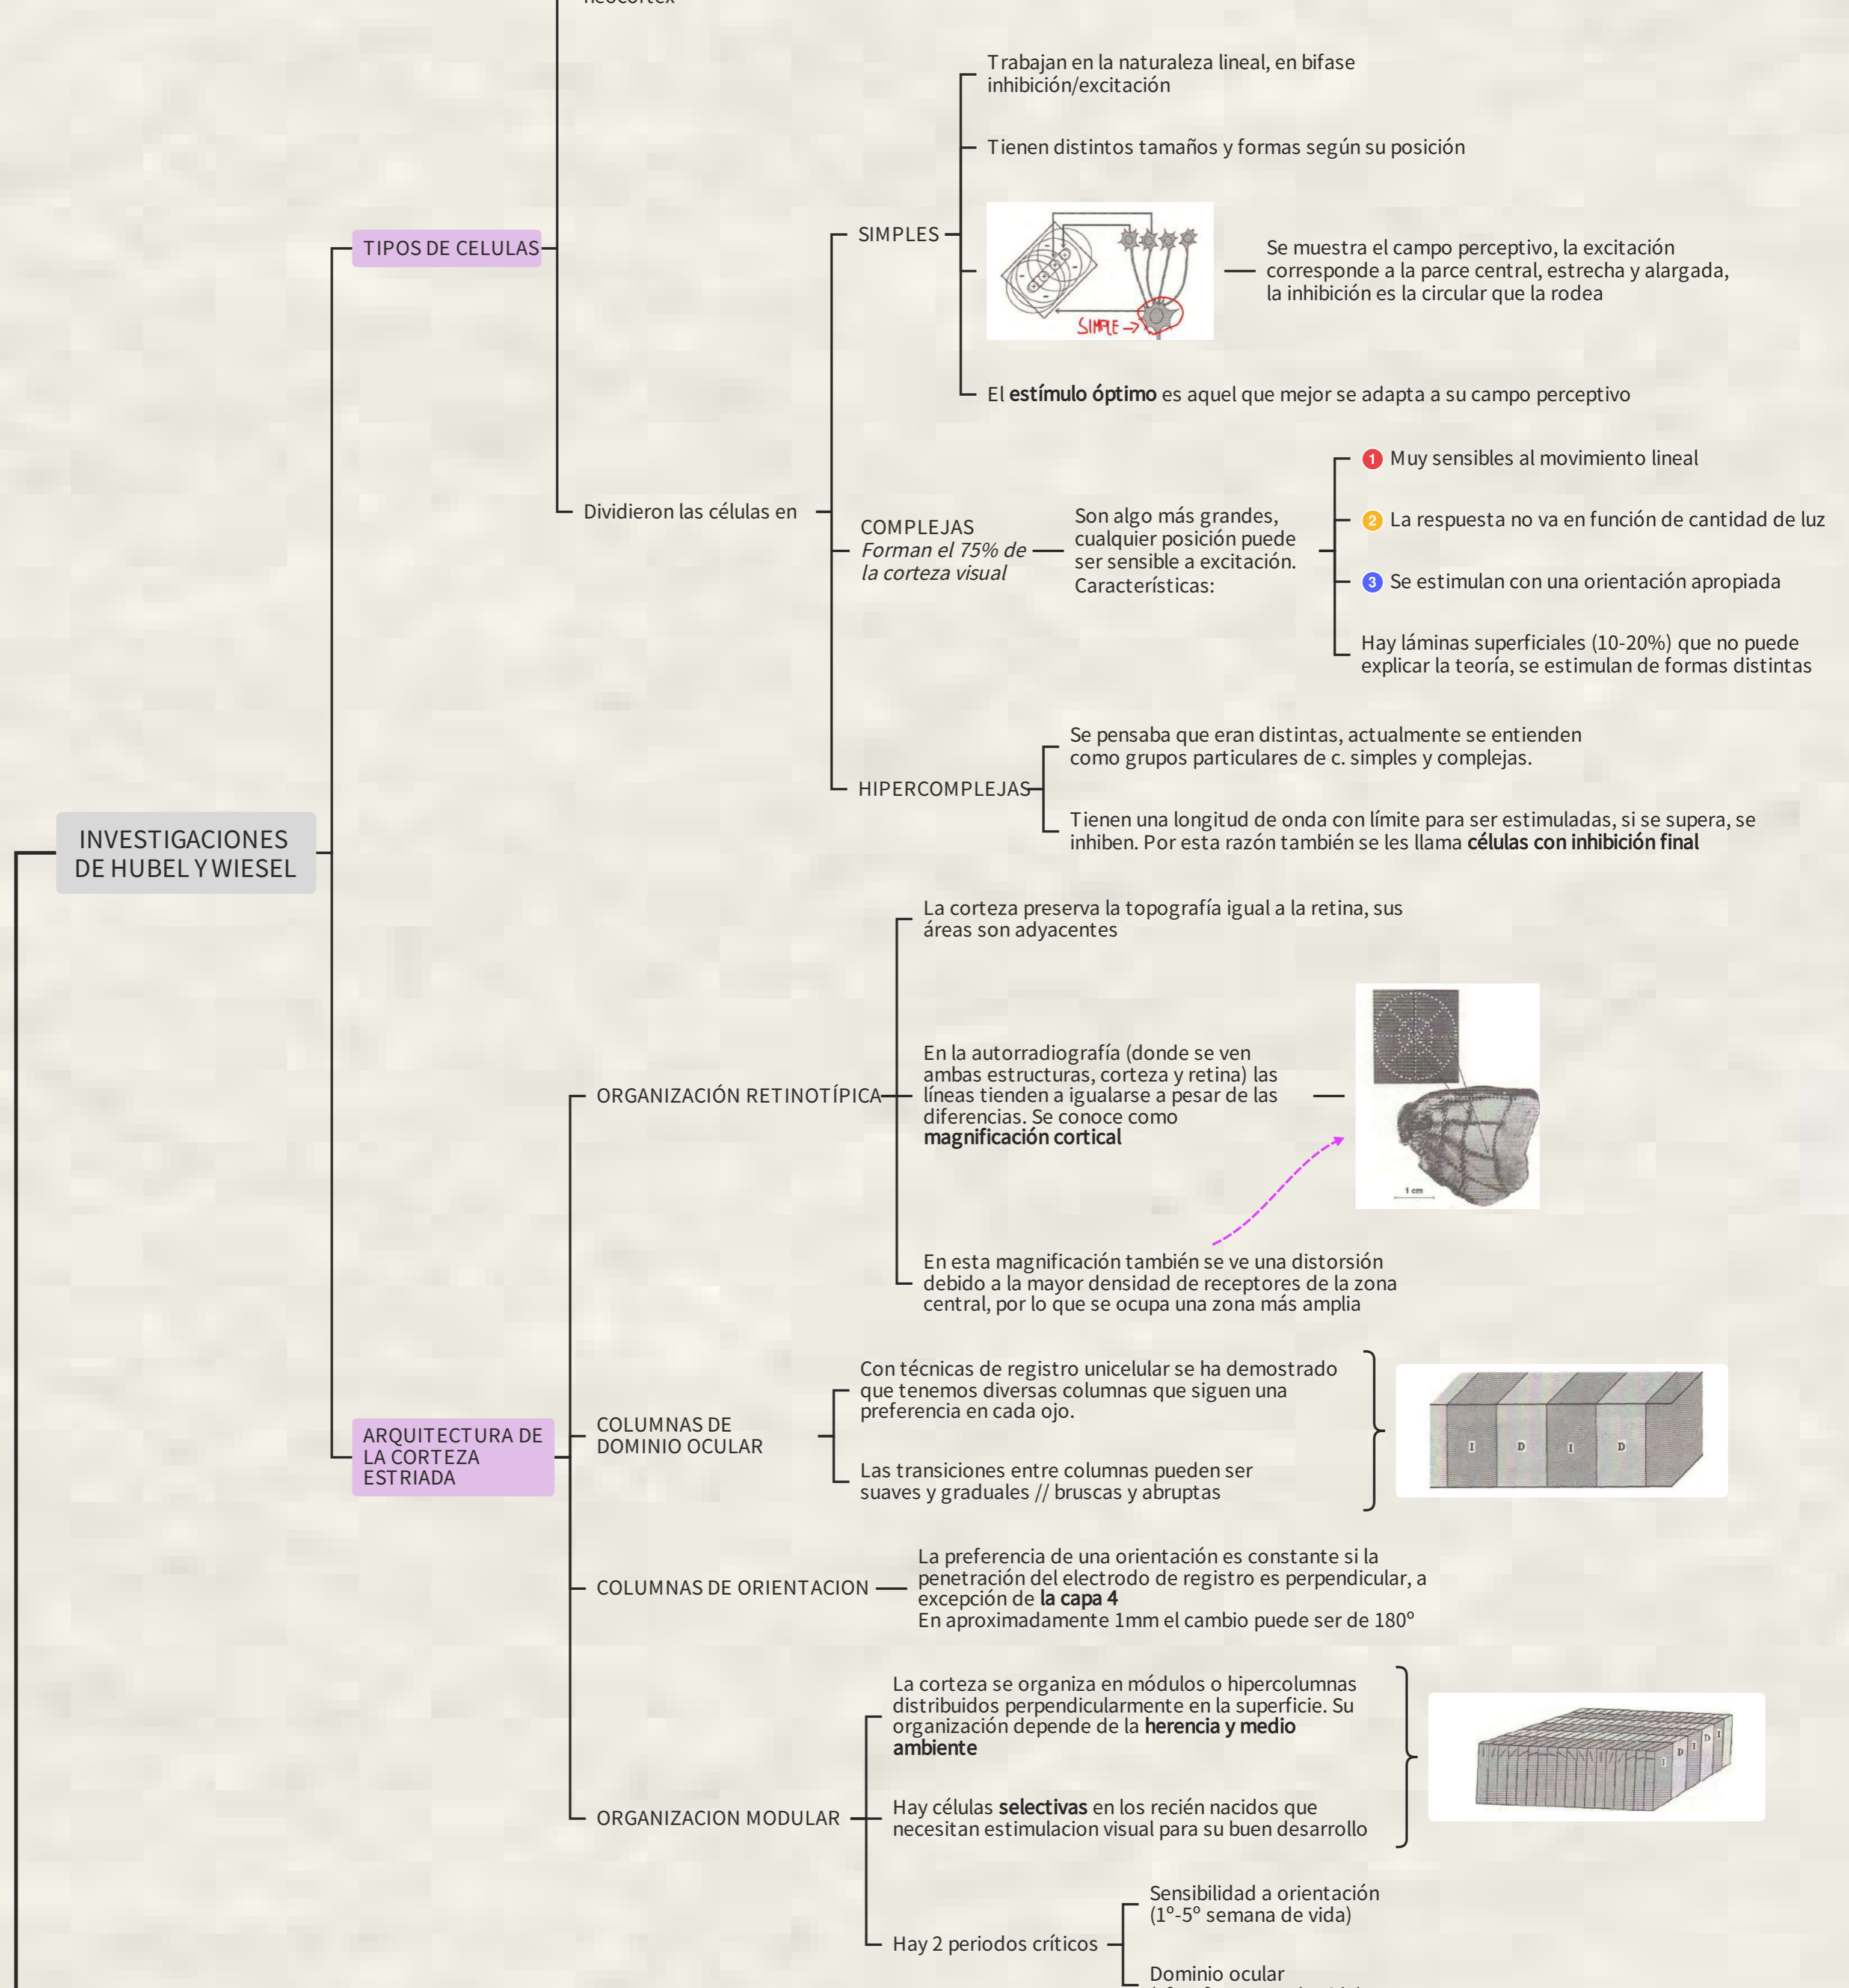 neocortex
Trabajan en la naturaleza lineal, en bifase
inhibición/excitación
Tienen distintos tamaños y formas según su posición
TIPOS DE CELULAS
SIMPLES
SIMPLE
Se muestra el campo perceptivo, la excitación
corresponde a la parce central, estrecha y alargada,
la inhibición es la circular que la rodea
El estímulo óptimo es aquel que mejor se adapta a su campo perceptivo
Dividieron las células en
COMPLEJAS
Forman el 75% de
la corteza visual
Son algo más grandes,
cualquier posición puede
ser sensible a excitación.
Características:
1 Muy sensibles al movimiento lineal
2 La respuesta no va en función de cantidad de luz
3 Se estimulan con una orientación apropiada
Hay láminas superficiales (10-20%) que no puede
explicar la teoría, se estimulan de formas distintas
HIPERCOMPLEJAS
Se pensaba que eran distintas, actualmente se entienden
como grupos particulares de c. simples y complejas.
Tienen una longitud de onda con límite para ser estimuladas, si se supera, se
inhiben. Por esta razón también se les llama células con inhibición final
INVESTIGACIONES
DE HUBEL Y WIESEL
La corteza preserva la topografía igual a la retina, sus
áreas son adyacentes
ORGANIZACIÓN RETINOTÍPICA
En la autorradiografía (donde se ven
ambas estructuras, corteza y retina) las
líneas tienden a igualarse a pesar de las
diferencias. Se conoce como
magnificación cortical
1 cm
En esta magnificación también se ve una distorsión
debido a la mayor densidad de receptores de la zona
central, por lo que se ocupa una zona más amplia
ARQUITECTURA DE
LA CORTEZA
ESTRIADA
COLUMNAS DE
DOMINIO OCULAR
Con técnicas de registro unicelular se ha demostrado
que tenemos diversas columnas que siguen una
preferencia en cada ojo.
Las transiciones entre columnas pueden ser
suaves y graduales // bruscas y abruptas
I D I D
COLUMNAS DE ORIENTACION
La preferencia de una orientación es constante si la
penetración del electrodo de registro es perpendicular, a
excepción de la capa 4
En aproximadamente 1mm el cambio puede ser de 180º
ORGANIZACION MODULAR
La corteza se organiza en módulos o hipercolumnas
distribuidos perpendicularmente en la superficie. Su
organización depende de la herencia y medio
ambiente
I D I D I
Hay células selectivas en los recién nacidos que
necesitan estimulacion visual para su buen desarrollo
Hay 2 periodos críticos
Sensibilidad a orientación
(1º-5º semana de vida)
Dominio ocular